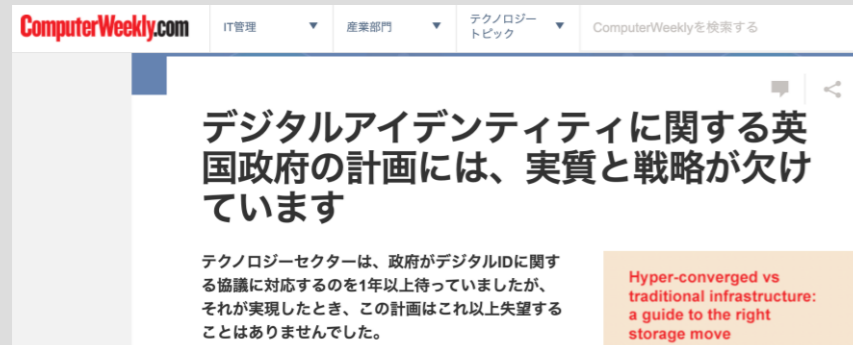 ComputerWeekly.com
IT管理
産業部門
テクノロジー
トピック
ComputerWeeklyを検索する
デジタルアイデンティティに関する英
国政府の計画には、実質と戦略が欠け
ています
テクノロジーセクターは、政府がデジタルIDに関す
る協議に対応するのを1年以上待っていましたが、
それが実現したとき、この計画はこれ以上失望する
ことはありませんでした。
Hyper-converged vs
traditional infrastructure:
a guide to the right
storage move